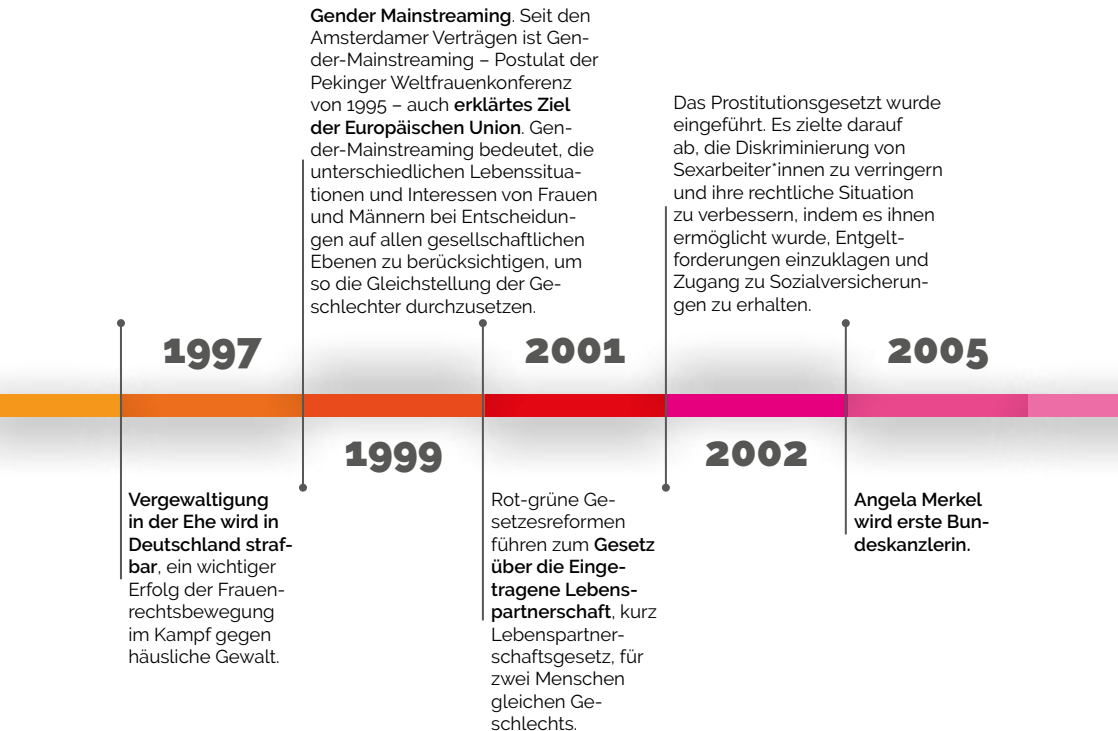 Gender Mainstreaming. Seit den
Amsterdamer Verträgen ist Gen-
der-Mainstreaming – Postulat der
Pekinger Weltfrauenkonferenz
von 1995 – auch erklärtes Ziel
der Europäischen Union. Gen-
der-Mainstreaming bedeutet, die
unterschiedlichen Lebenssitua-
tionen und Interessen von Frauen
und Männern bei Entscheidun-
gen auf allen gesellschaftlichen
Ebenen zu berücksichtigen, um
so die Gleichstellung der Ge-
schlechter durchzusetzen.
Das Prostitutionsgesetzt wurde
eingeführt. Es zielte darauf
ab, die Diskriminierung von
Sexarbeiter*innen zu verringern
und ihre rechtliche Situation
zu verbessern, indem es ihnen
ermöglicht wurde, Entgelt-
forderungen einzuklagen und
Zugang zu Sozialversicherun-
gen zu erhalten.
1997
2001
2005
1999
2002
Vergewaltigung
in der Ehe wird in
Deutschland straf-
bar, ein wichtiger
Erfolg der Frauen-
rechtsbewegung
im Kampf gegen
häusliche Gewalt.
Rot-grüne Ge-
setzesreformen
führen zum Gesetz
über die Einge-
tragene Lebens-
partnerschaft, kurz
Lebenspartner-
schaftsgesetz, für
zwei Menschen
gleichen Ge-
schlechts.
Angela Merkel
wird erste Bun-
deskanzlerin.